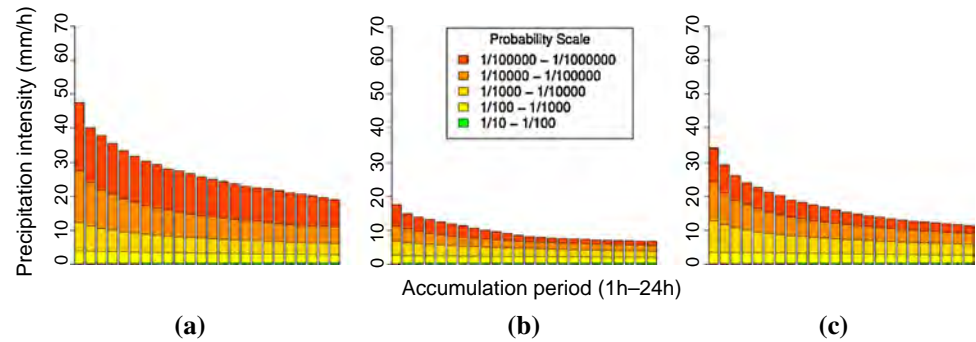 Precipitation intensity (mm/h)
70
60
50
40
30
20
10
0
70
60
50
40
30
20
10
0
Probability Scale
1/100000 – 1/1000000
1/10000 – 1/100000
1/1000 – 1/10000
1/100 – 1/1000
1/10 – 1/100
70
60
50
40
30
20
10
0
Accumulation period (1h–24h)
(a)
(b)
(c)